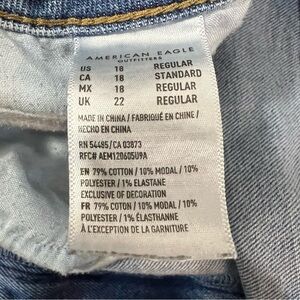 AMERICAN EAGLE
OUTFITTERS
US 18 REGULAR
CA 18 STANDARD
MX 18 REGULAR
UK 22 REGULAR
MADE IN CHINA / FABRIQUÉ EN CHINE /
HECHO EN CHINA
RN 54485/CA 03873
RFC# AEM120605U9A
EN 79% COTTON / 10% MODAL / 10%
POLYESTER / 1% ELASTANE
EXCLUSIVE OF DECORATION
FR 79% COTON / 10% MODAL / 10%
POLYESTER / 1% ÉLASTHANNE
À L'EXCEPTION DE LA GARNITURE